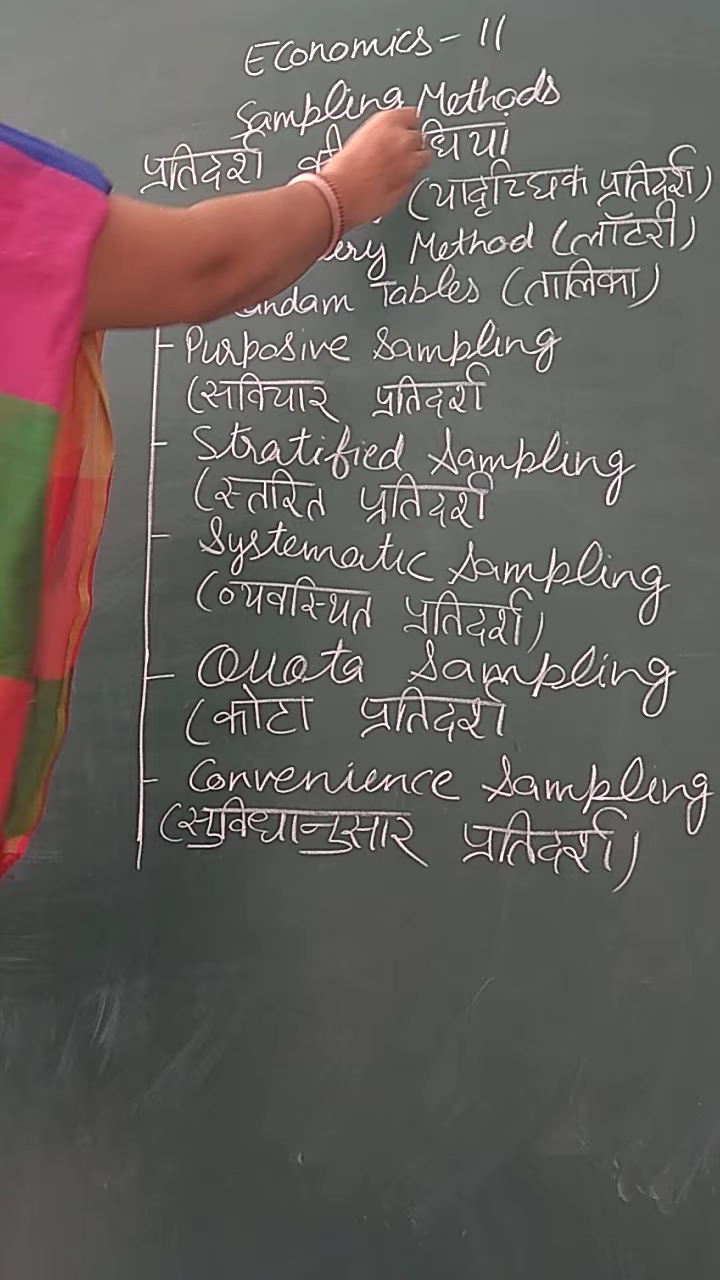 Economics - 11
Sampling Methods
प्रतिदर्श की
(यादृच्छिक प्रतिदर्श)
Method (लॉटरी)
Tables (तालिका)
- Purposive Sampling
(सविचार प्रतिदर्श
- Stratified Sampling
(स्तरित प्रतिदर्श
- Systematic Sampling
(व्यवस्थित प्रतिदर्श)
- Quota Sampling
(कोटा प्रतिदर्श
- Convenience Sampling
(सुविधानुसार प्रतिदर्श)